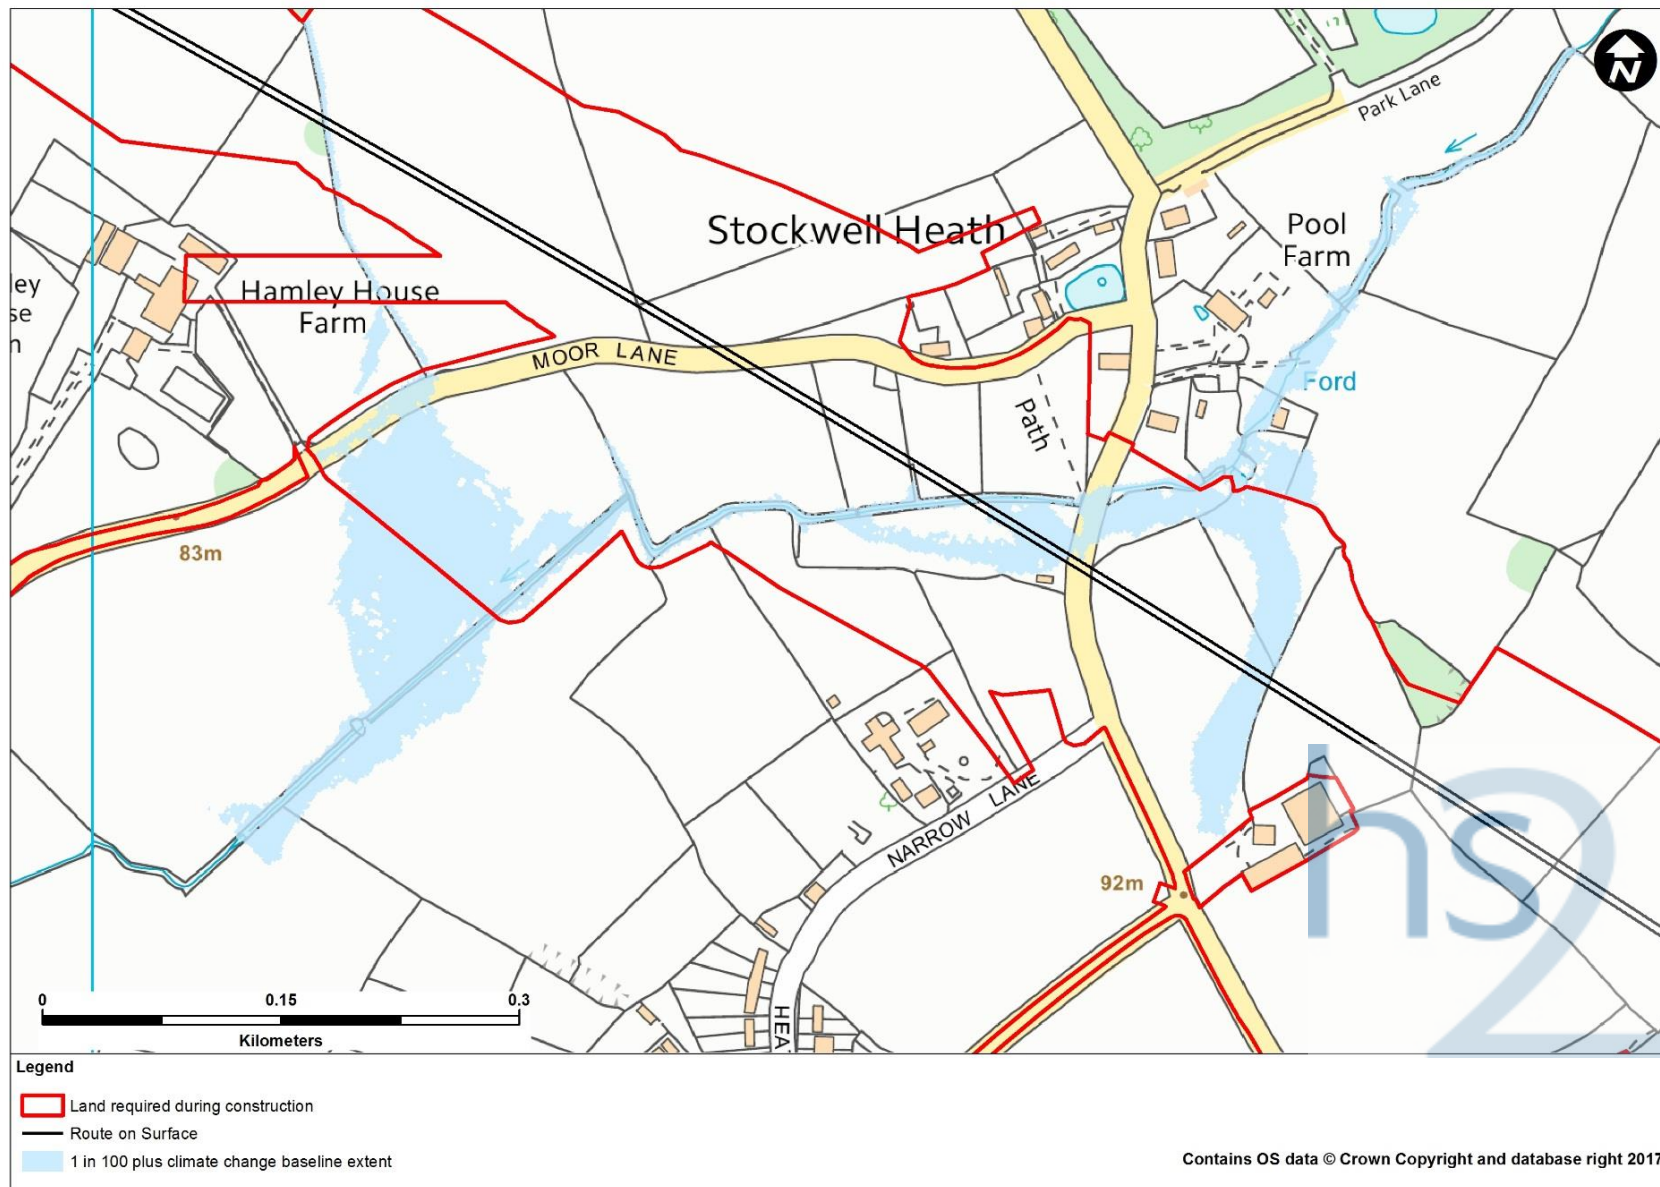 N
Park Lane
Stockwell Heath
Pool
Farm
ley
se
n
Hamley House
Farm
MOOR LANE
Path
Ford
83m
NARROW LANE
92m
HEA
hs2
0 0.15 0.3
Kilometers
Legend
Land required during construction
Route on Surface
1 in 100 plus climate change baseline extent
Contains OS data © Crown Copyright and database right 2017